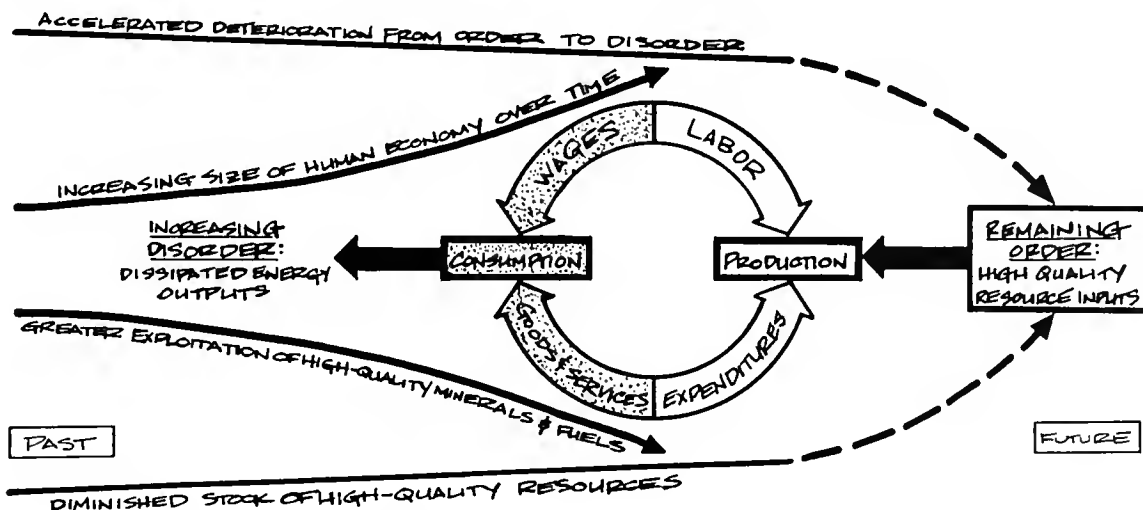 ACCELERATED DETERIORATION FROM ORDER TO DISORDER
INCREASING SIZE OF HUMAN ECONOMY OVER TIME
WAGES
LABOR
INCREASING
DISORDER:
DISSIPATED ENERGY
OUTPUTS
CONSUMPTION
PRODUCTION
REMAINING
ORDER:
HIGH QUALITY
RESOURCE INPUTS
GOODS & SERVICES
EXPENDITURES
GREATER EXPLOITATION OF HIGH-QUALITY MINERALS & FUELS
PAST
FUTURE
DIMINISHED STOCK OF HIGH-QUALITY RESOURCES